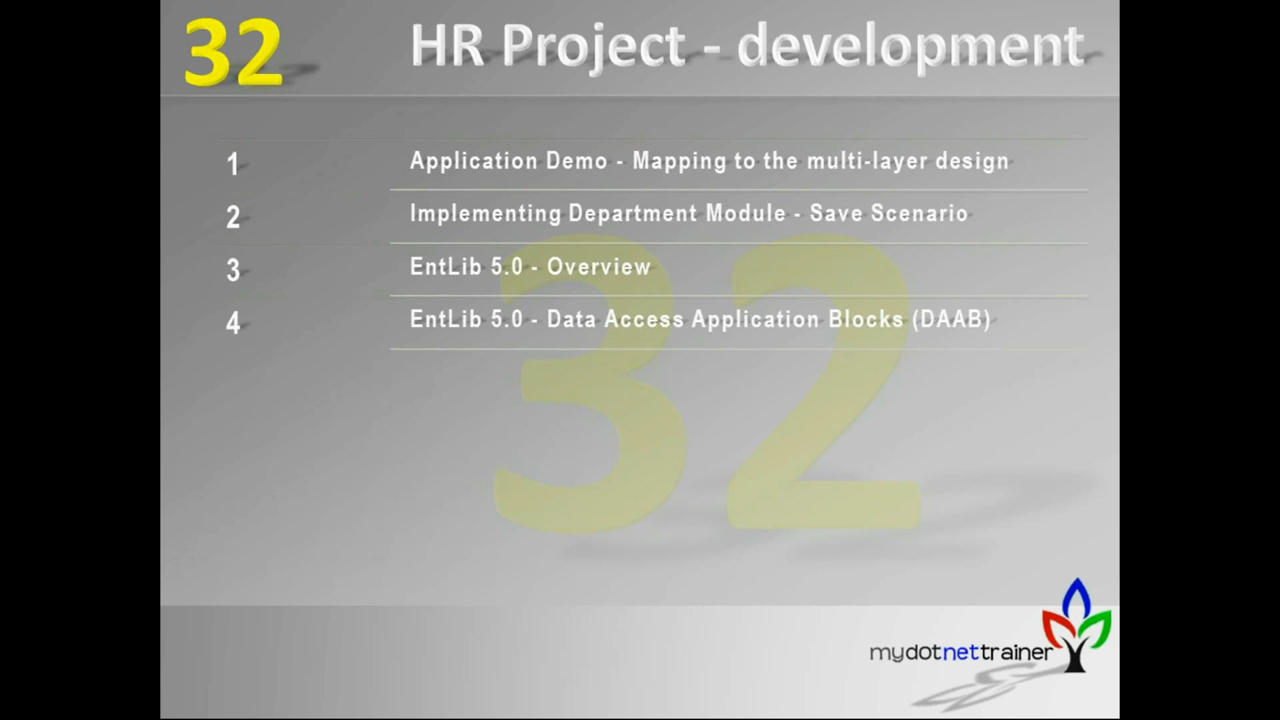 32 HR Project - development
1 Application Demo - Mapping to the multi-layer design
2 Implementing Department Module - Save Scenario
3 EntLib 5.0 - Overview
4 EntLib 5.0 - Data Access Application Blocks (DAAB)
32
mydotnettrainer